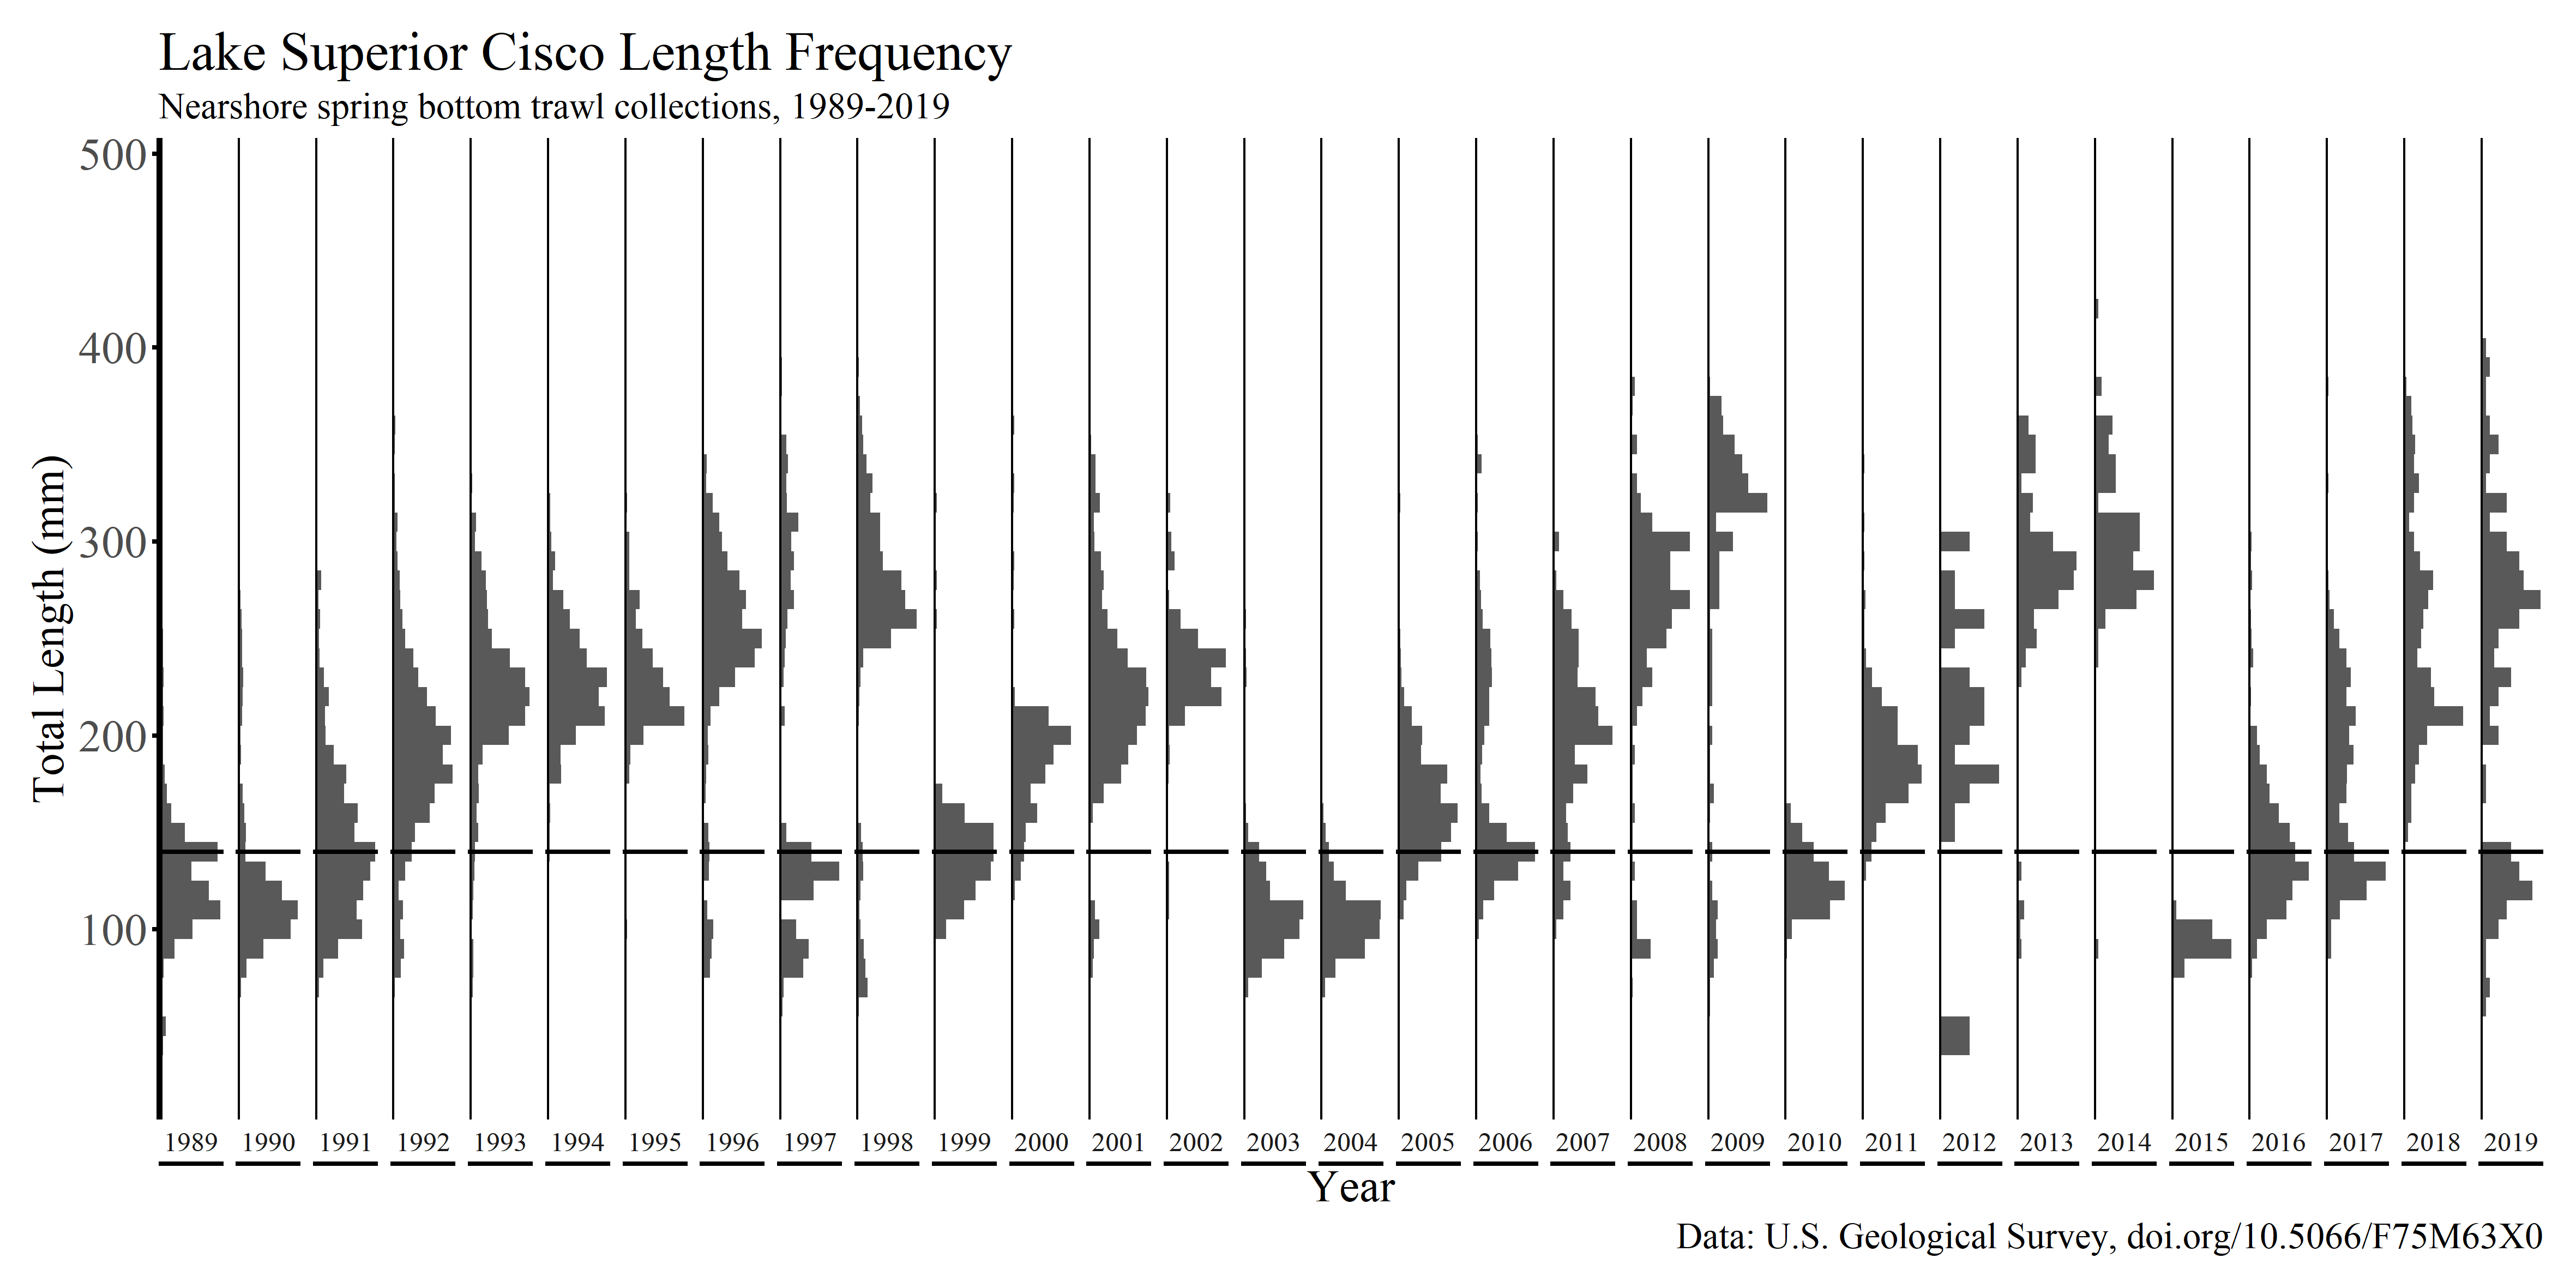 Lake Superior Cisco Length Frequency
Nearshore spring bottom trawl collections, 1989-2019
Total Length (mm)
500
400
300
200
100
1989 1990 1991 1992 1993 1994 1995 1996 1997 1998 1999 2000 2001 2002 2003 2004 2005 2006 2007 2008 2009 2010 2011 2012 2013 2014 2015 2016 2017 2018 2019
Year
Data: U.S. Geological Survey, doi.org/10.5066/F75M63X0